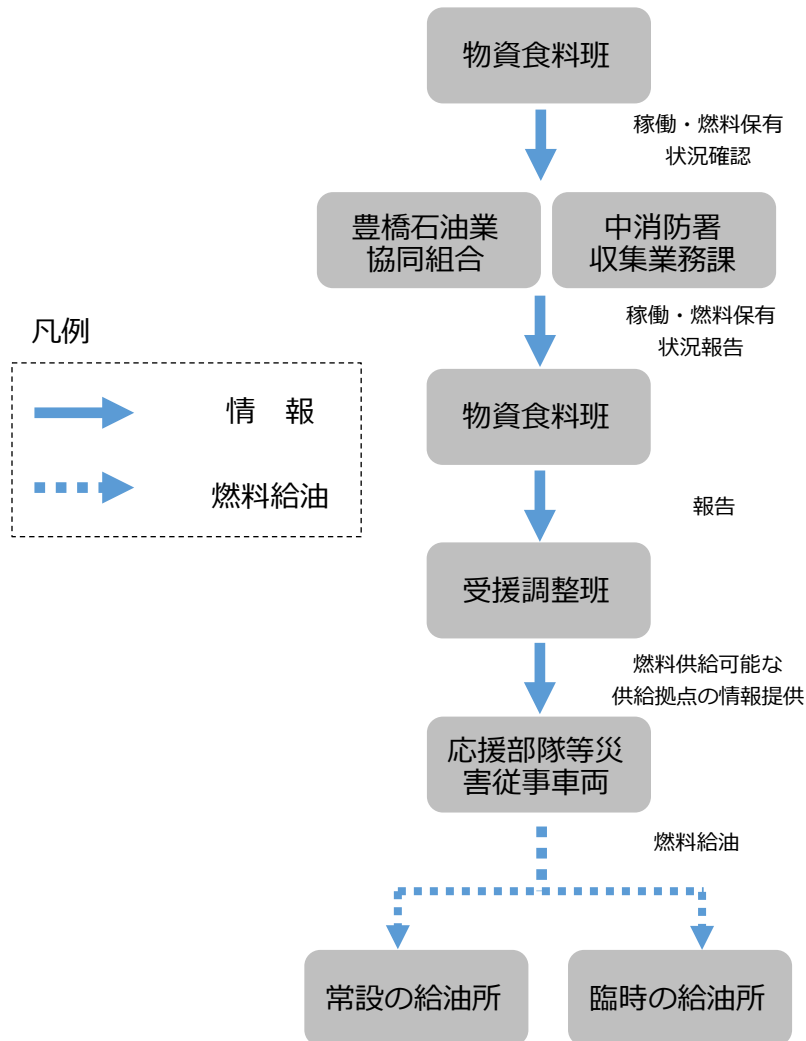 物資食料班
稼働・燃料保有
状況確認
豊橋石油業
協同組合
中消防署
収集業務課
稼働・燃料保有
状況報告
凡例
情　報
燃料給油
物資食料班
報告
受援調整班
燃料供給可能な
供給拠点の情報提供
応援部隊等災
害従事車両
燃料給油
常設の給油所
臨時の給油所